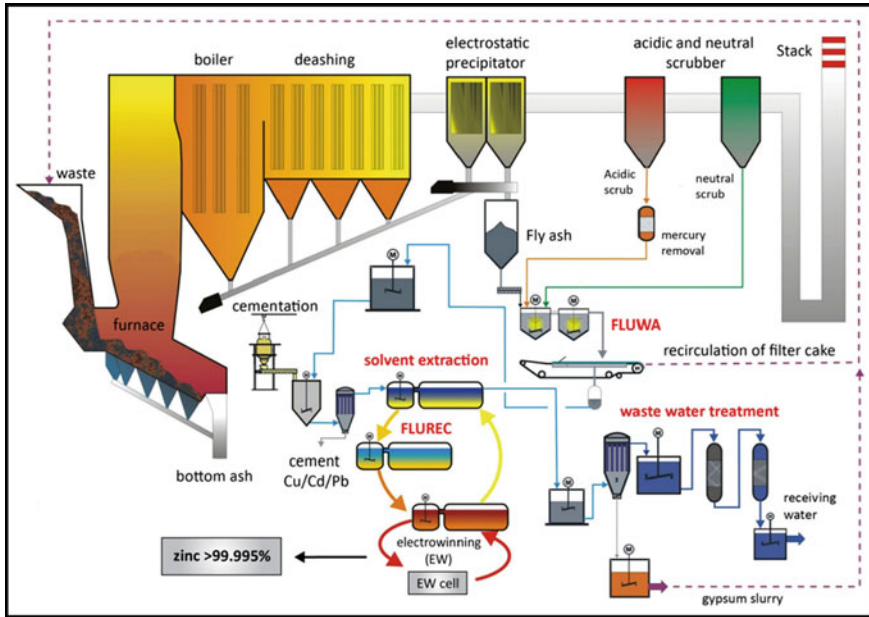 boiler
deashing
electrostatic
precipitator
acidic and neutral
scrubber
Stack
waste
Acidic
scrub
neutral
scrub
mercury
removal
Fly ash
M
M
M
cementation
furnace
FLUWA
M
recirculation of filter cake
solvent extraction
M
M
waste water treatment
M
FLUREC
M
cement
Cu/Cd/Pb
bottom ash
M
M
receiving
water
M
electrowinning
(EW)
zinc >99.995%
EW cell
M
gypsum slurry